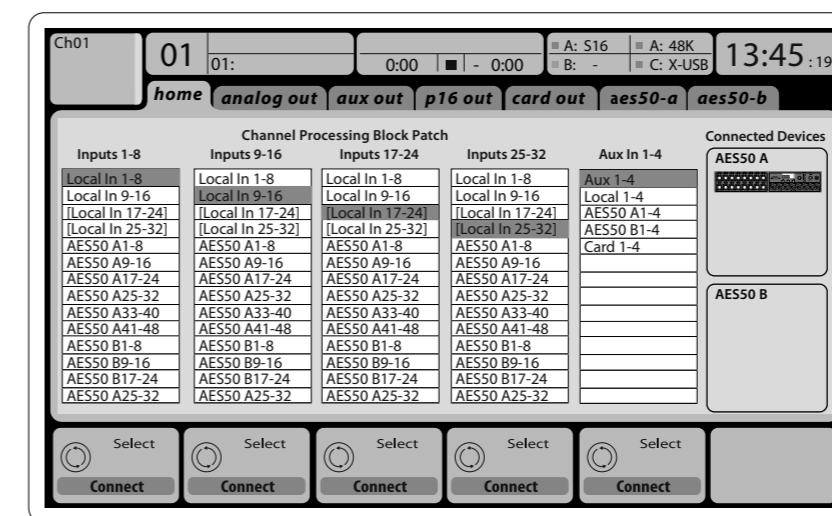 Ch01
01
01:
0:00 - 0:00
A: S16 A: 48K
B: - C: X-USB
13:45 :19
home analog out aux out p16 out card out aes50-a aes50-b
Channel Processing Block Patch
Connected Devices
Inputs 1-8 Inputs 9-16 Inputs 17-24 Inputs 25-32 Aux In 1-4
AES50 A
Local In 1-8 Local In 1-8 Local In 1-8 Local In 1-8 Aux 1-4
Local In 9-16 Local In 9-16 Local In 9-16 Local In 9-16 Local 1-4
[Local In 17-24] [Local In 17-24] [Local In 17-24] [Local In 17-24] AES50 A1-4
[Local In 25-32] [Local In 25-32] [Local In 25-32] [Local In 25-32] AES50 B1-4
AES50 A1-8 AES50 A1-8 AES50 A1-8 AES50 A1-8 Card 1-4
AES50 A9-16 AES50 A9-16 AES50 A9-16 AES50 A9-16
AES50 A17-24 AES50 A17-24 AES50 A17-24 AES50 A17-24
AES50 A25-32 AES50 A25-32 AES50 A25-32 AES50 A25-32
AES50 B
AES50 A33-40 AES50 A33-40 AES50 A33-40 AES50 A33-40
AES50 A41-48 AES50 A41-48 AES50 A41-48 AES50 A41-48
AES50 B1-8 AES50 B1-8 AES50 B1-8 AES50 B1-8
AES50 B9-16 AES50 B9-16 AES50 B9-16 AES50 B9-16
AES50 B17-24 AES50 B17-24 AES50 B17-24 AES50 B17-24
AES50 A25-32 AES50 A25-32 AES50 A25-32 AES50 A25-32
Select Select Select Select Select
Connect Connect Connect Connect Connect